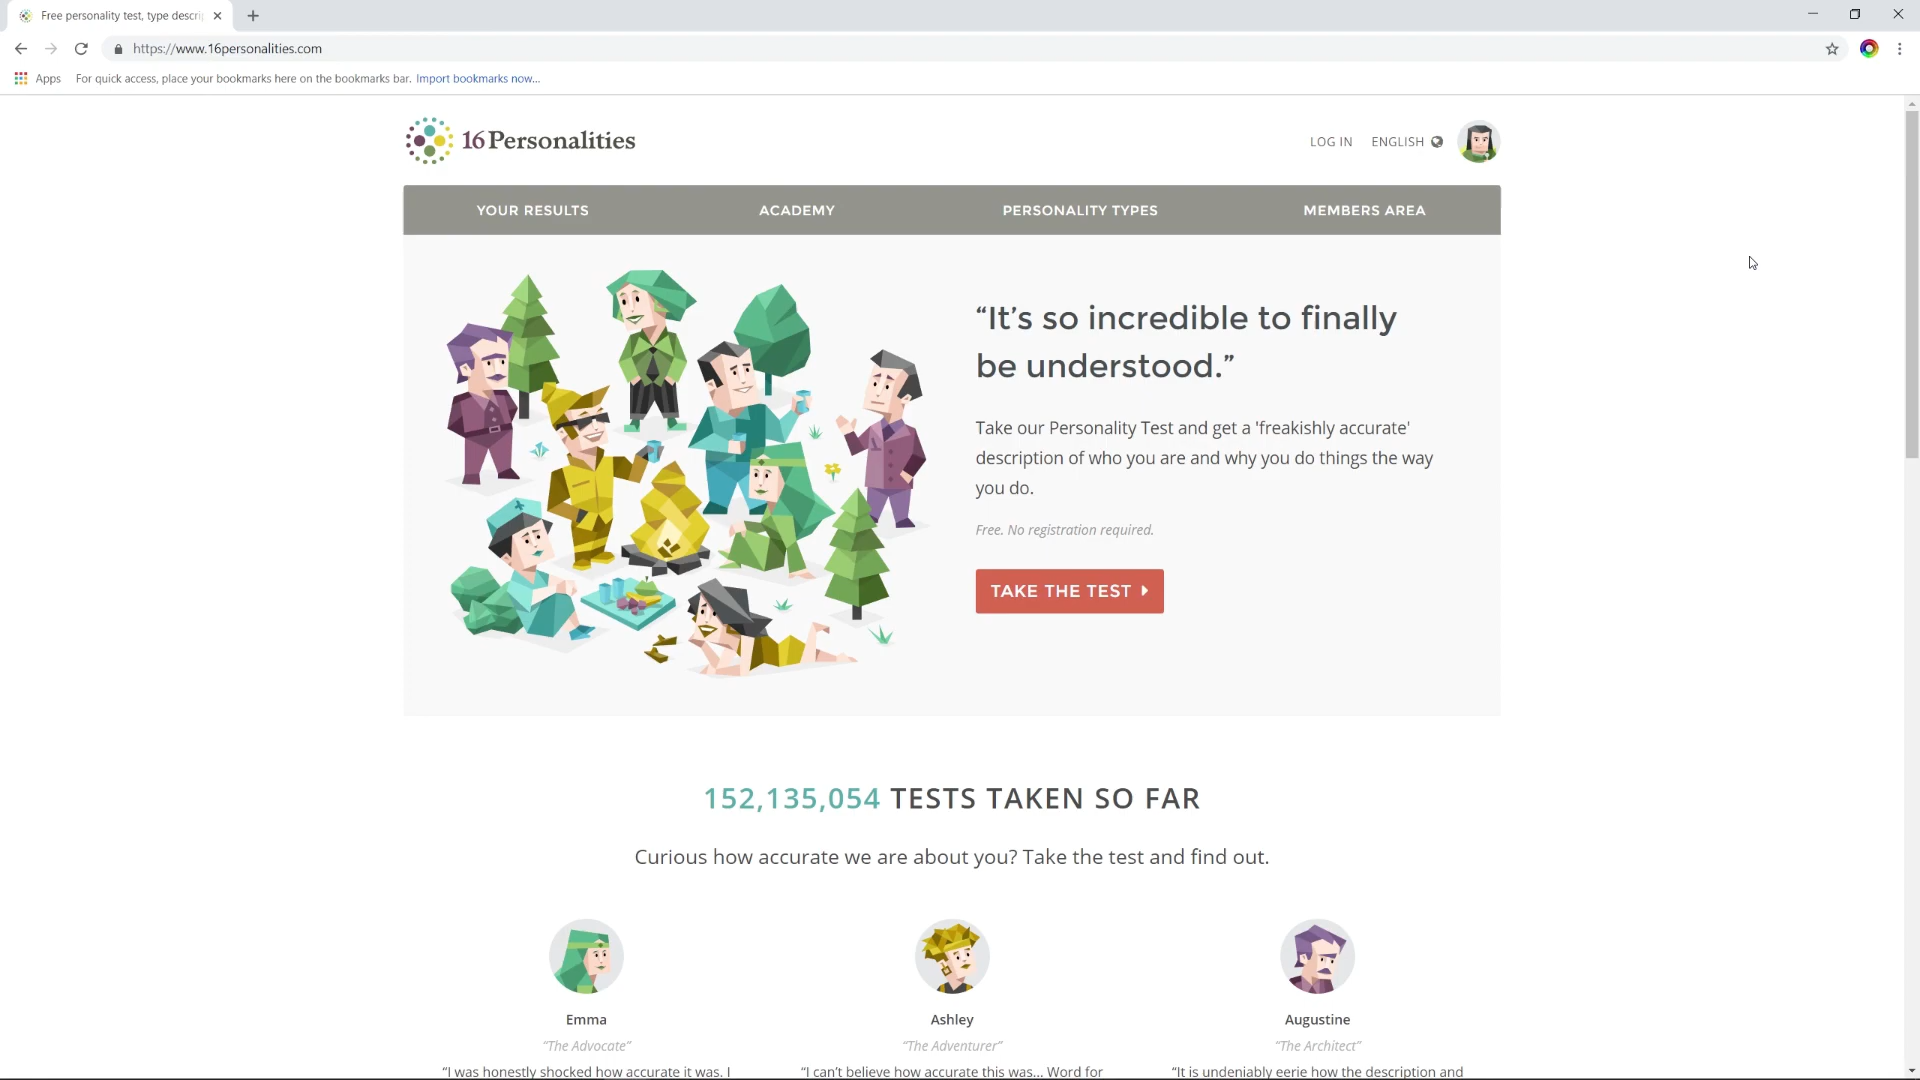 Free personality test, type descri
https://www.16personalities.com
Apps
For quick access, place your bookmarks here on the bookmarks bar. Import bookmarks now...
16Personalities
LOG IN
ENGLISH
YOUR RESULTS
ACADEMY
PERSONALITY TYPES
MEMBERS AREA
“It’s so incredible to finally
be understood.”
Take our Personality Test and get a 'freakishly accurate'
description of who you are and why you do things the way
you do.
Free. No registration required.
TAKE THE TEST
152,135,054 TESTS TAKEN SO FAR
Curious how accurate we are about you? Take the test and find out.
Emma
Ashley
Augustine
“The Advocate”
“The Adventurer”
“The Architect”
“I was honestly shocked how accurate it was. I
“I can’t believe how accurate this was... Word for
“It is undeniably eerie how the description and